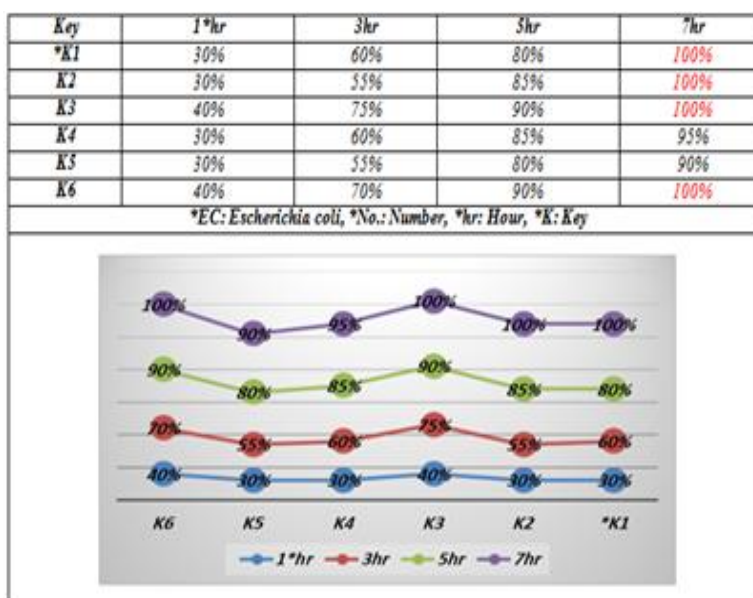 Key 1*hr 3hr 5hr 7hr
*K1 30% 60% 80% 100%
K2 30% 55% 85% 100%
K3 40% 75% 90% 100%
K4 30% 60% 85% 95%
K5 30% 55% 80% 90%
K6 40% 70% 90% 100%
*EC: Escherichia coli, *No.: Number, *hr: Hour, *K: Key
100% 90% 95% 100% 100% 100%
90% 80% 85% 90% 85% 80%
70% 55% 60% 75% 55% 60%
40% 30% 30% 40% 30% 30%
K6 K5 K4 K3 K2 *K1
1*hr 3hr 5hr 7hr